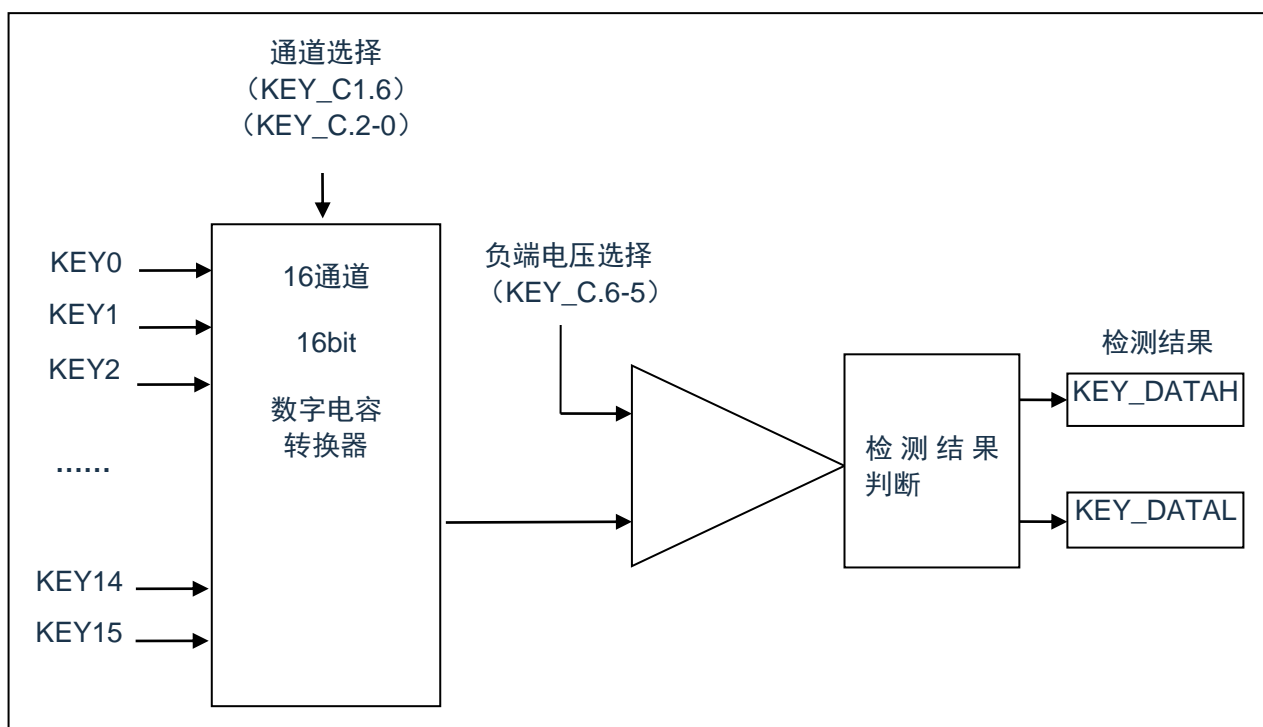 通道选择
（KEY_C1.6）
（KEY_C.2-0）
KEY0
KEY1
KEY2
......
KEY14
KEY15
16通道
16bit
数字电容
转换器
负端电压选择
（KEY_C.6-5）
检测结果
判断
检测结果
KEY_DATAH
KEY_DATAL